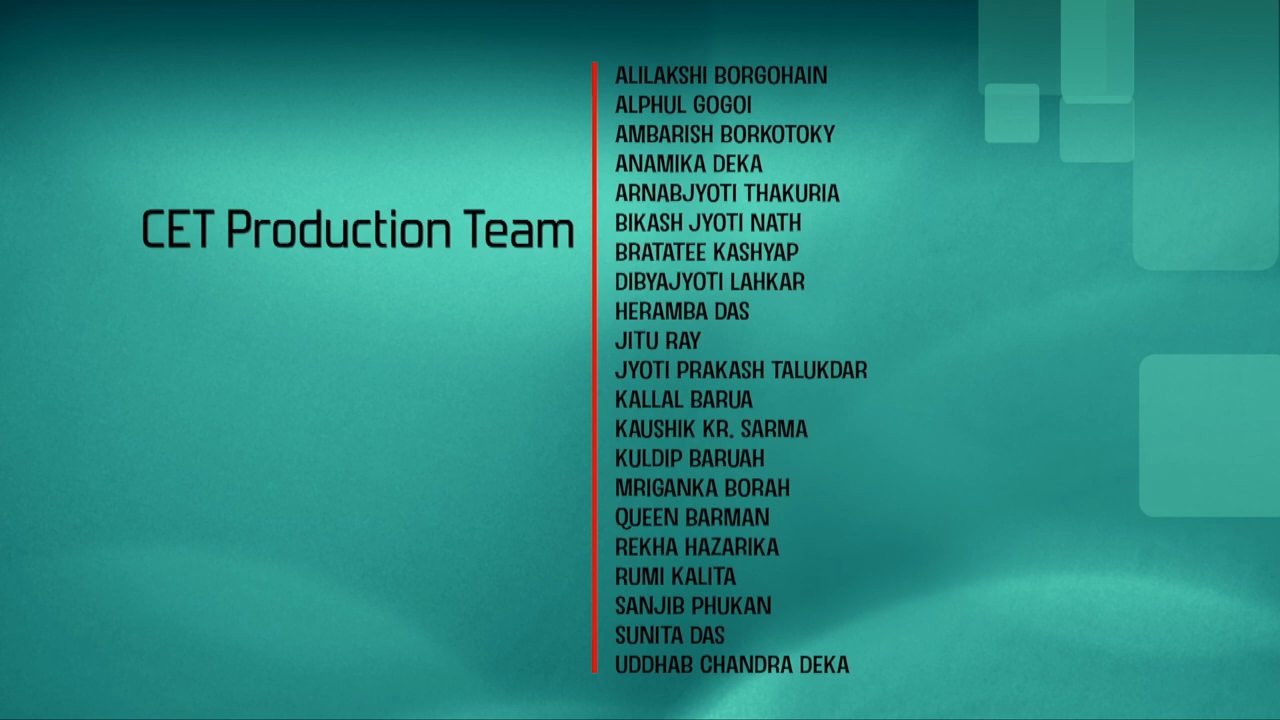 CET Production Team
ALILAKSHI BORGOHAIN
ALPHUL GOGOI
AMBARISH BORKOTOKY
ANAMIKA DEKA
ARNABJYOTI THAKURIA
BIKASH JYOTI NATH
BRATATEE KASHYAP
DIBYAJYOTI LAHKAR
HERAMBA DAS
JITU RAY
JYOTI PRAKASH TALUKDAR
KALLAL BARUA
KAUSHIK KR. SARMA
KULDIP BARUAH
MRIGANKA BORAH
QUEEN BARMAN
REKHA HAZARIKA
RUMI KALITA
SANJIB PHUKAN
SUNITA DAS
UDDHAB CHANDRA DEKA